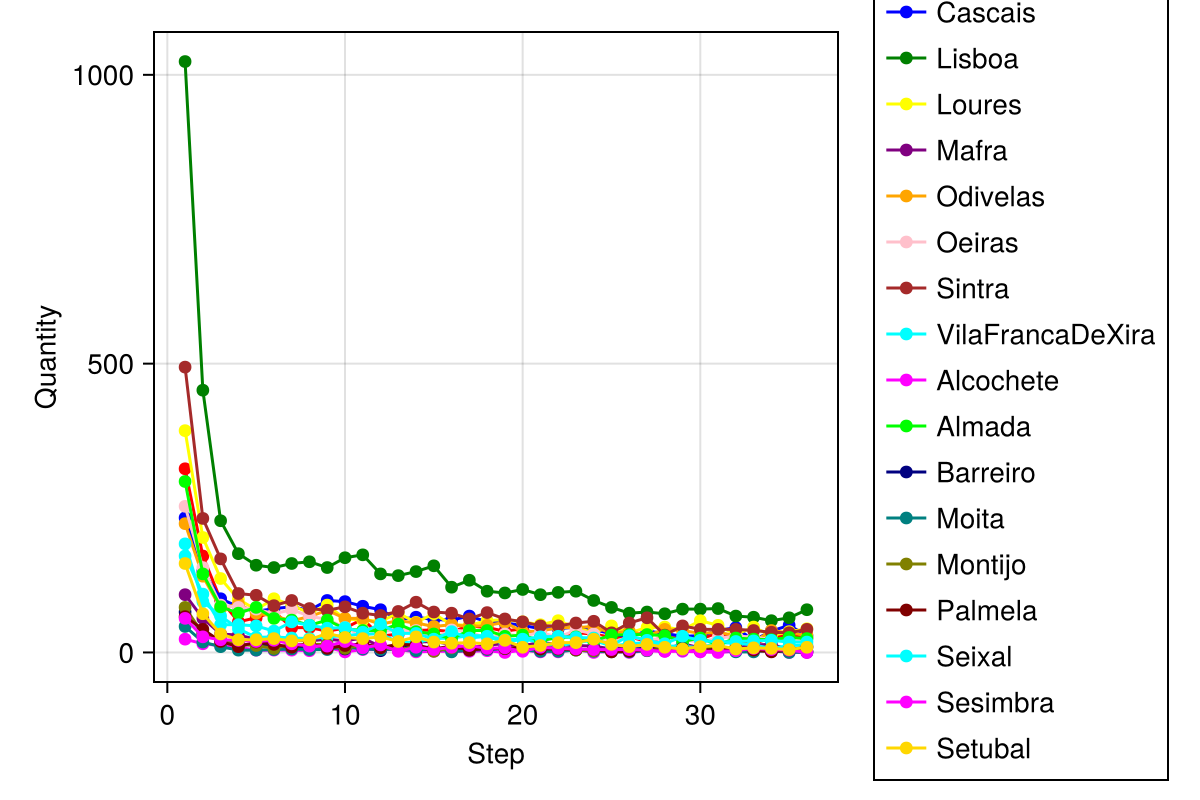 Cascais
Lisboa
Loures
Mafra
Odivelas
Oeiras
Sintra
VilaFrancaDeXira
Alcochete
Almada
Barreiro
Moita
Montijo
Palmela
Seixal
Sesimbra
Setubal
1000
500
0
Quantity
0 10 20 30
Step